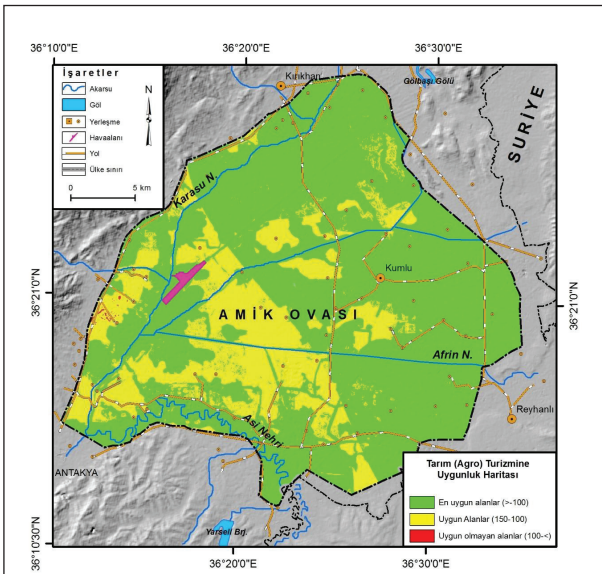 36°10'0"E
36°20'0"E
36°30'0"E
İşaretler
Akarsu
Göl
Yerleşme
Havaalanı
Yol
Ülke sınırı
0 5 km
N
Kırıkhan
Gölbaşı Gölü
SURİYE
Karasu N.
36°21'0"N
36°21'0"N
Kumlu
AMİK OVASI
Afrin N.
Reyhanlı
Asi Nehri
ANTAKYA
Yarseli Brj.
Tarım (Agro) Turizmine
Uygunluk Haritası
En uygun alanlar (>-100)
Uygun Alanlar (150-100)
Uygun olmayan alanlar (100-<)
36°10'30"N
36°10'30"N
36°20'0"E
36°30'0"E